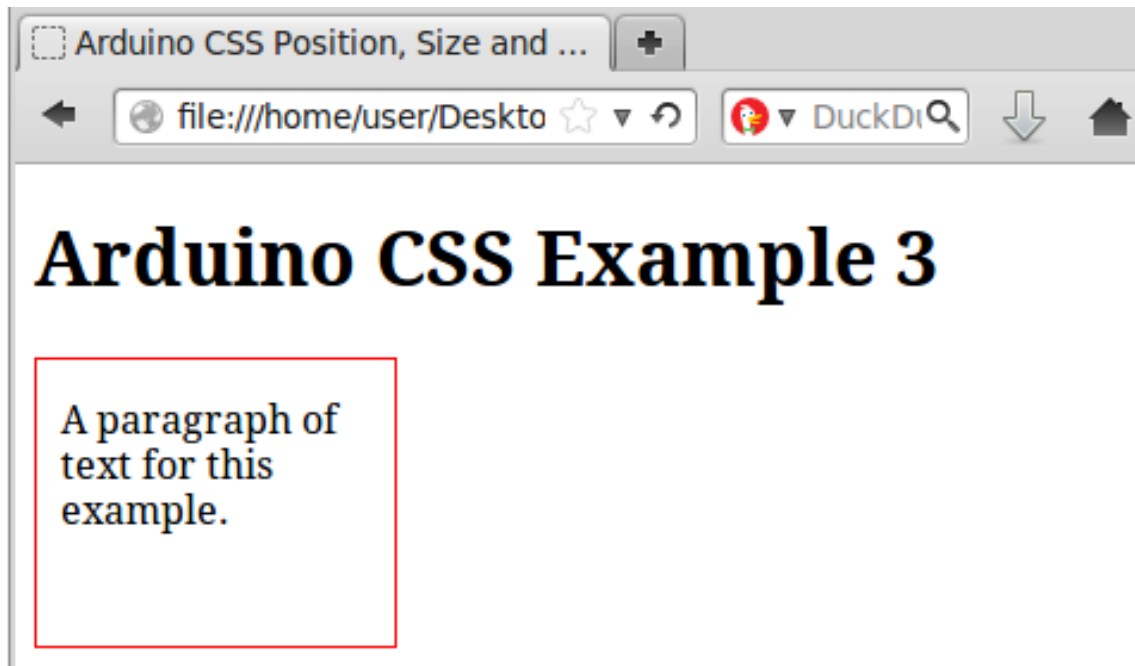 Arduino CSS Position, Size and ...
file:///home/user/Deskto
DuckDu
Arduino CSS Example 3
A paragraph of
text for this
example.